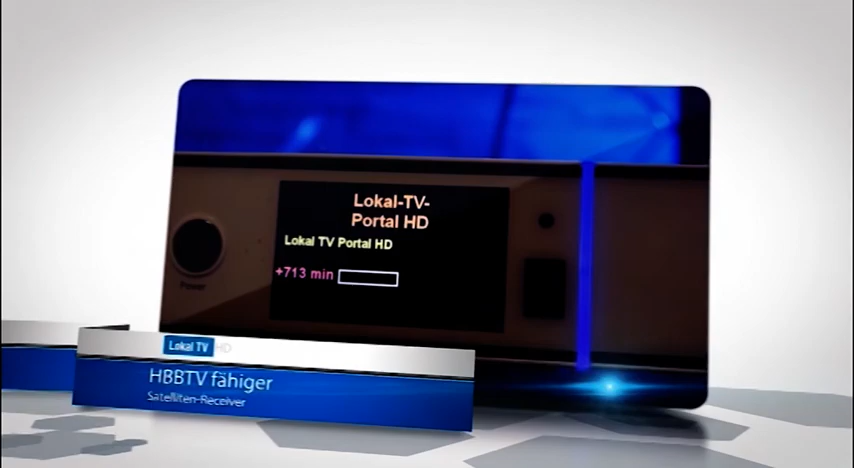 Lokal-TV-
Portal HD
Lokal TV Portal HD
+713 min
Power
Lokal TV HD
HBBTV fähiger
Satelliten-Receiver